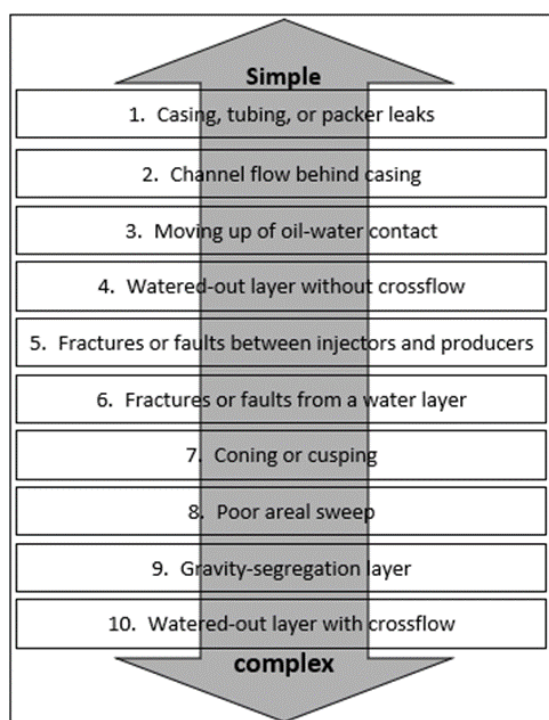 Simple
1. Casing, tubing, or packer leaks
2. Channel flow behind casing
3. Moving up of oil-water contact
4. Watered-out layer without crossflow
5. Fractures or faults between injectors and producers
6. Fractures or faults from a water layer
7. Coning or cusping
8. Poor areal sweep
9. Gravity-segregation layer
10. Watered-out layer with crossflow
complex